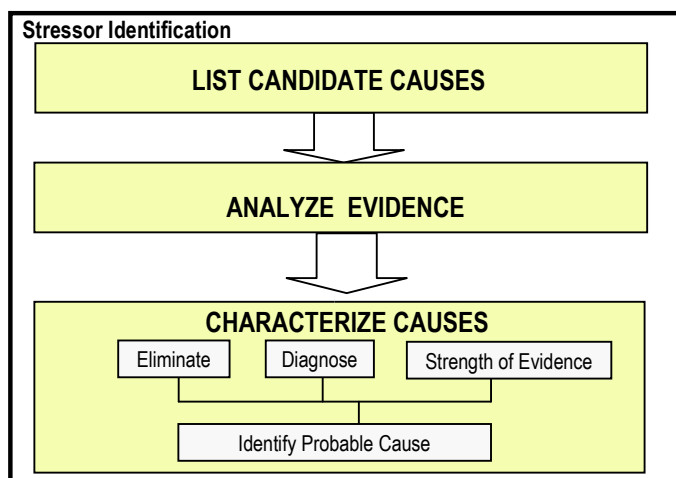 Stressor Identification
LIST CANDIDATE CAUSES
ANALYZE EVIDENCE
CHARACTERIZE CAUSES
Eliminate
Diagnose
Strength of Evidence
Identify Probable Cause